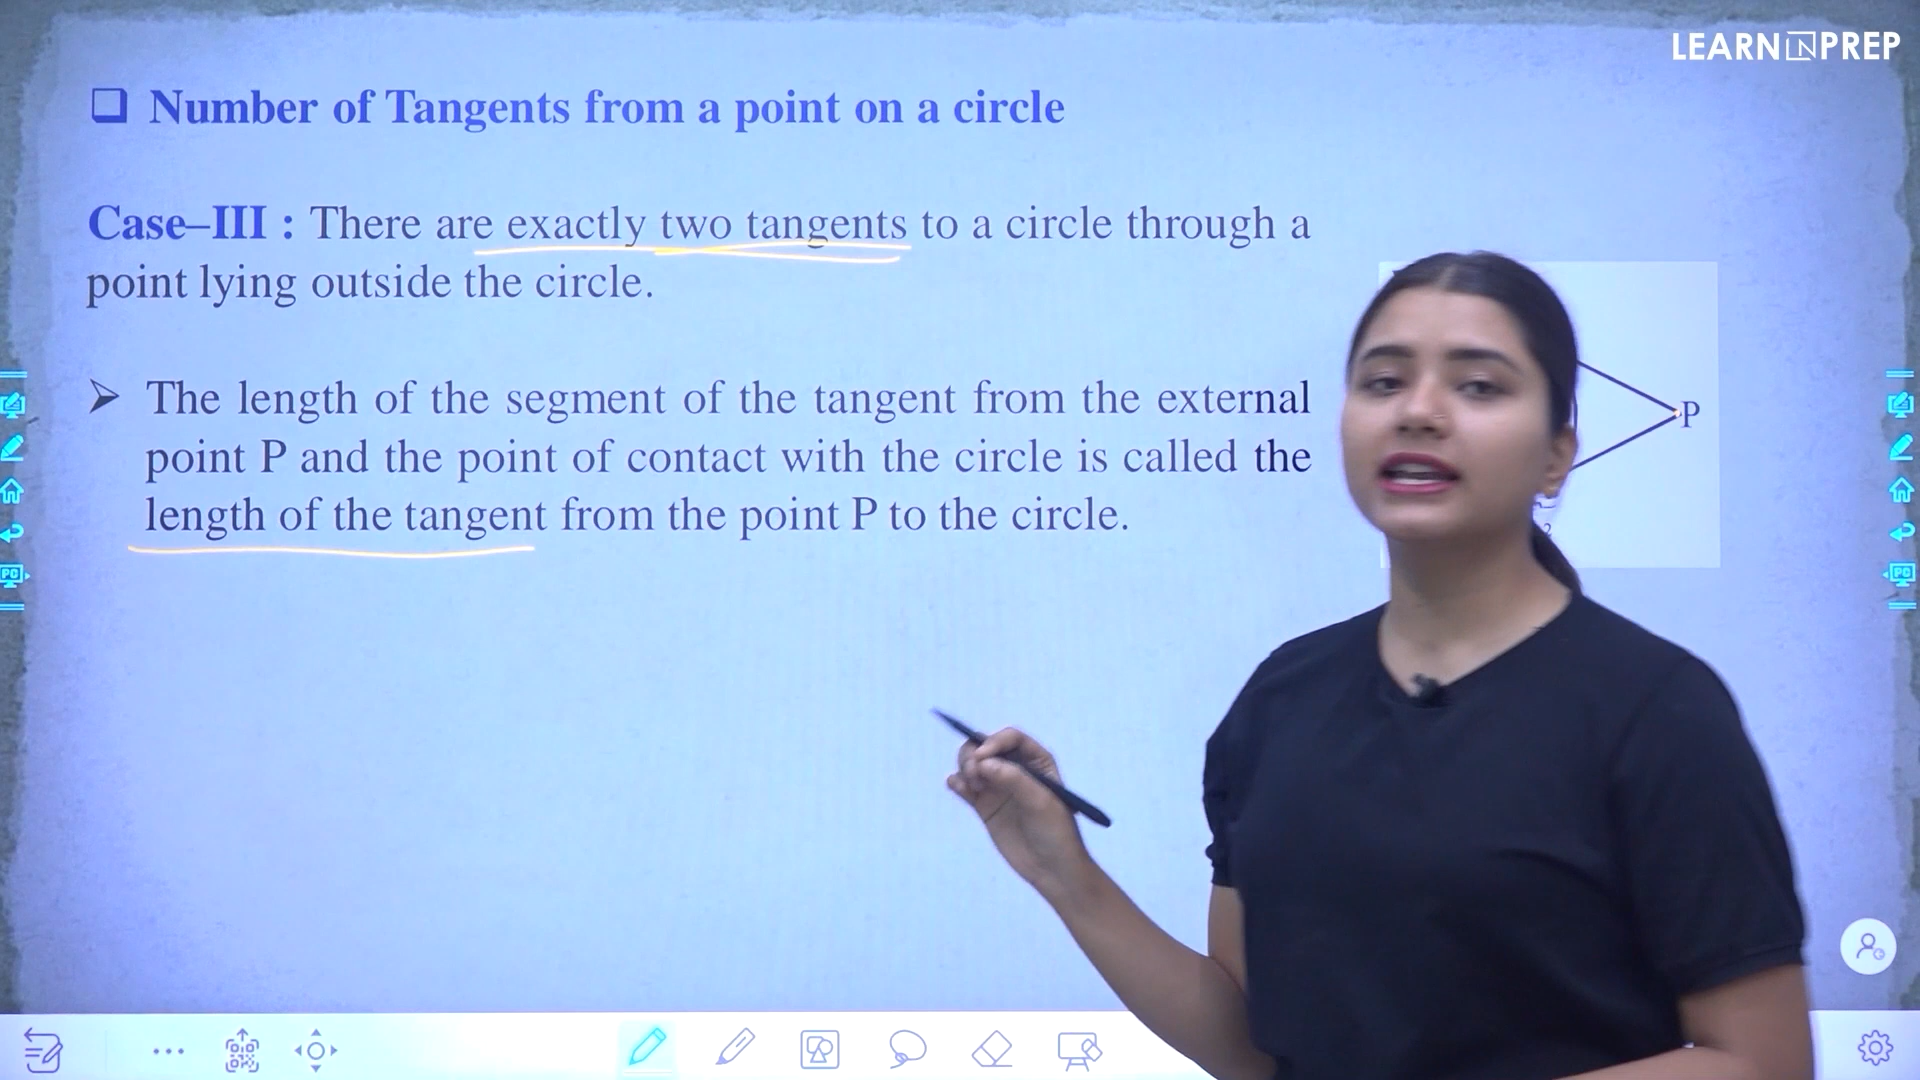 LEARN N PREP
❑ Number of Tangents from a point on a circle
Case–III : There are exactly two tangents to a circle through a
point lying outside the circle.
➢ The length of the segment of the tangent from the external
point P and the point of contact with the circle is called the
length of the tangent from the point P to the circle.
P
2
PC
PC